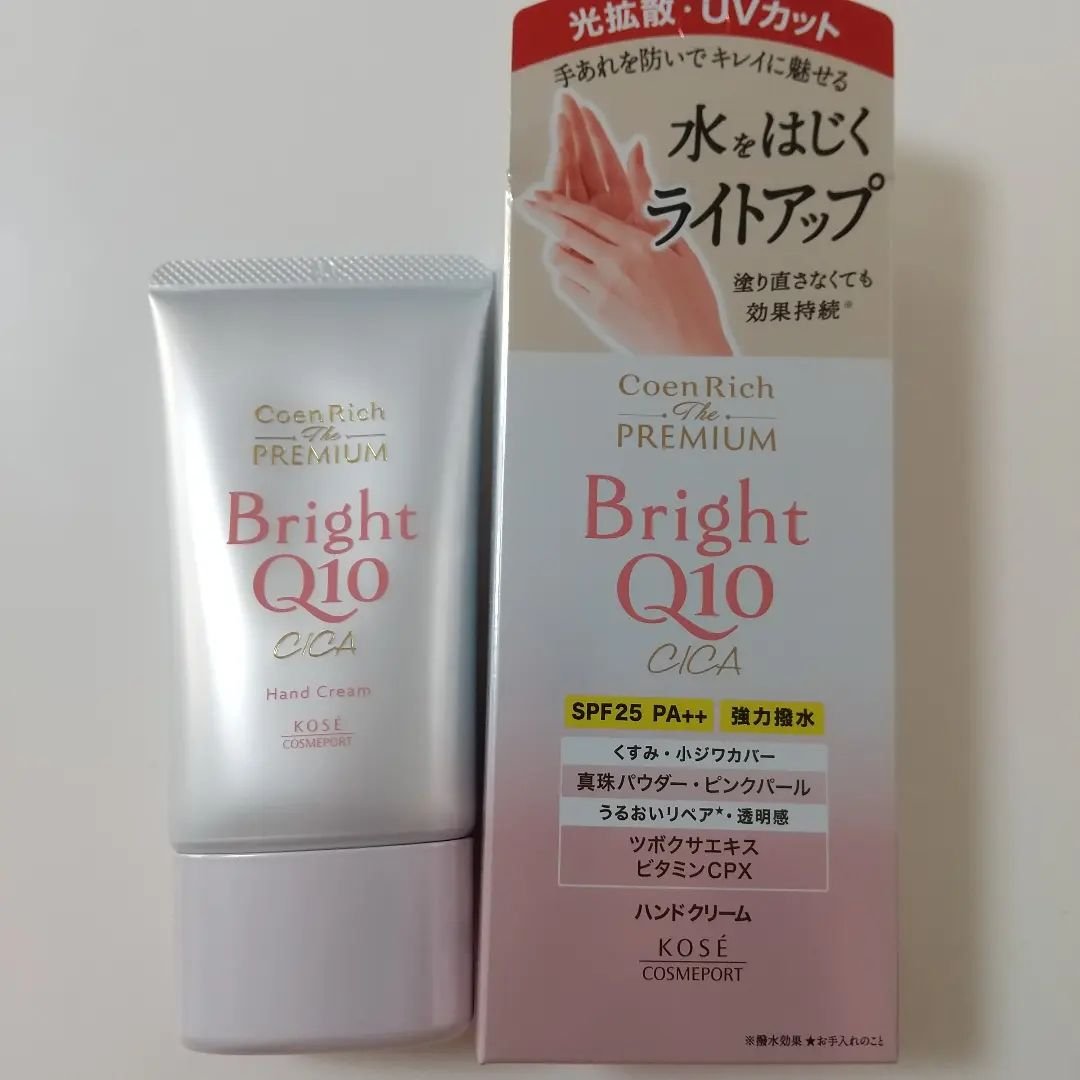 Coen Rich
The
PREMIUM
Bright
Q10
CICA
Hand Cream
KOSÉ
COSMEPORT
光拡散・UVカット
手あれを防いでキレイに魅せる
水をはじく
ライトアップ
塗り直さなくても
効果持続※
Coen Rich
The
PREMIUM
Bright
Q10
CICA
SPF25 PA++ 強力撥水
くすみ・小ジワカバー
真珠パウダー・ピンクパール
うるおいリペア★・透明感
ツボクサエキス
ビタミンCPX
ハンドクリーム
KOSÉ
COSMEPORT
※撥水効果 ★お手入れのこと